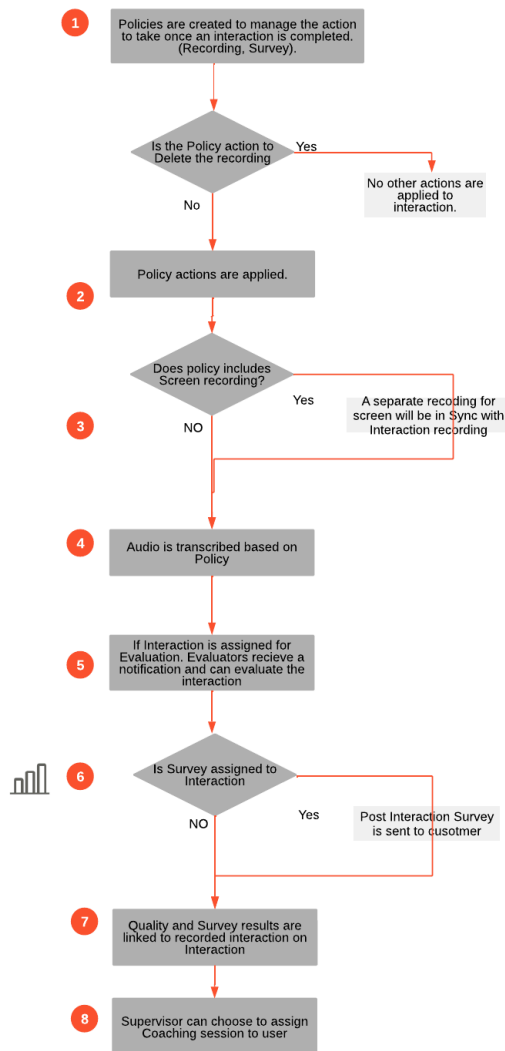 1
Policies are created to manage the action
to take once an interaction is completed.
(Recording, Survey).
Is the Policy action to
Delete the recording
Yes
No other actions are
applied to
interaction.
No
Policy actions are applied.
2
Does policy includes
Screen recording?
Yes
A separate recoding for
screen will be in Sync with
Interaction recording
3
NO
4
Audio is transcribed based on
Policy
If Interaction is assigned for
Evaluation. Evaluators recieve a
notification and can evaluate the
interaction
5
6
Is Survey assigned to
Interaction
Yes
Post Interaction Survey
is sent to cusotmer
NO
7
Quality and Survey results are
linked to recorded interaction on
Interaction
8
Supervisor can choose to assign
Coaching session to user